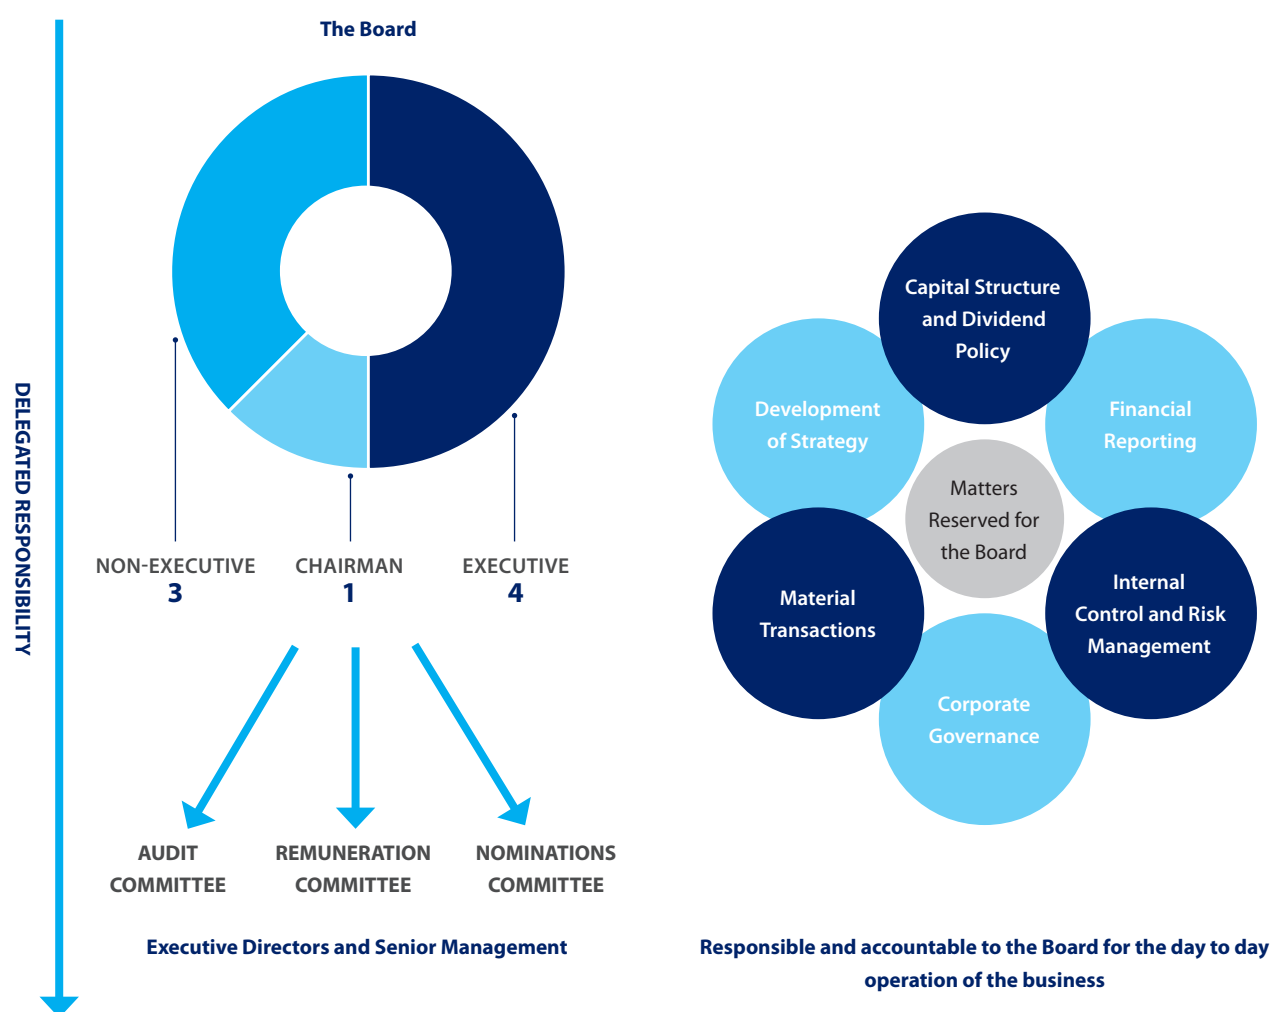 The Board
DELEGATED RESPONSIBILITY
NON-EXECUTIVE
3
CHAIRMAN
1
EXECUTIVE
4
AUDIT
COMMITTEE
REMUNERATION
COMMITTEE
NOMINATIONS
COMMITTEE
Executive Directors and Senior Management
Capital Structure
and Dividend
Policy
Development
of Strategy
Financial
Reporting
Matters
Reserved for
the Board
Material
Transactions
Internal
Control and Risk
Management
Corporate
Governance
Responsible and accountable to the Board for the day to day
operation of the business